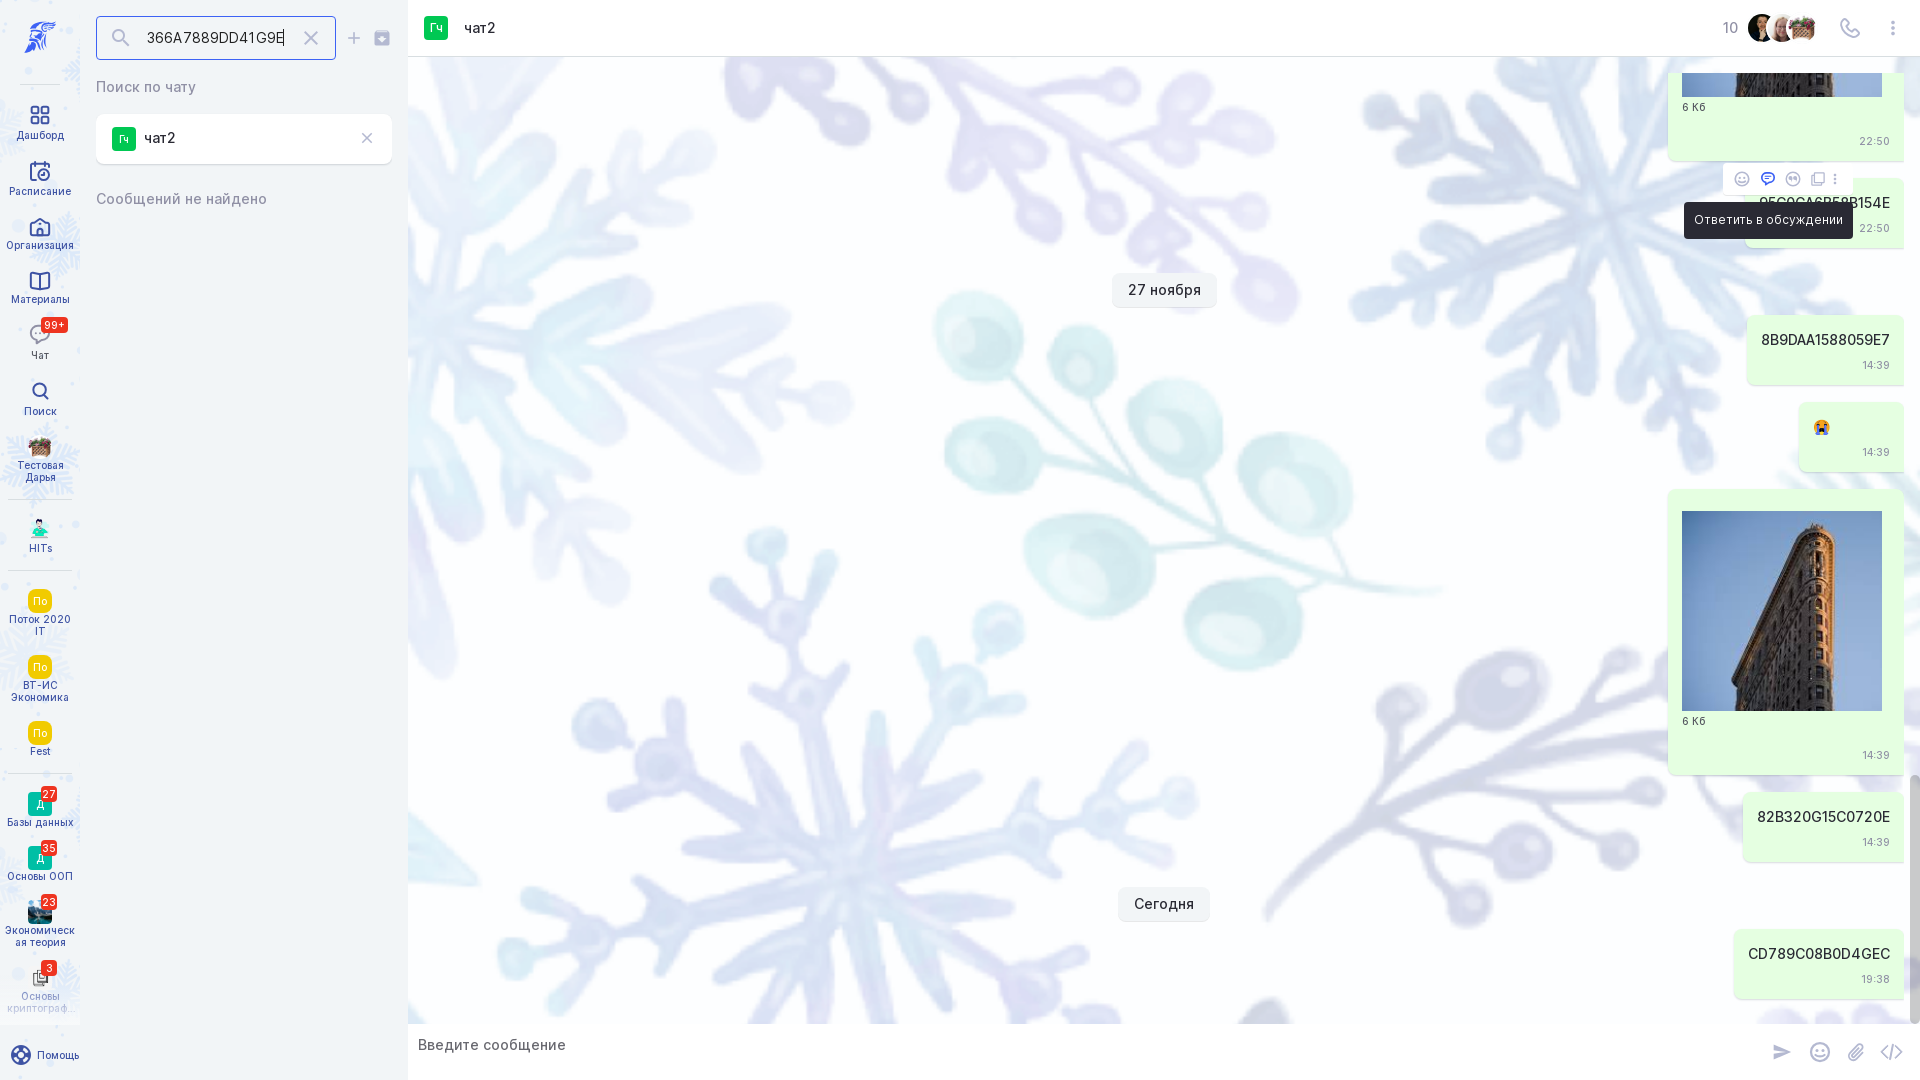 366A7889DD41G9E
Поиск по чату
Гч
чат2
Сообщений не найдено
Дашборд
Расписание
Организация
Материалы
99+
Чат
Поиск
Тестовая
Дарья
HITs
По
Поток 2020
IT
По
ВТ-ИС
Экономика
По
Fest
27
Д
Базы данных
35
Д
Основы ООП
23
Экономическ
ая теория
3
Основы
криптограф...
Помощь
Гч
чат2
10
6 Кб
22:50
Ответить в обсуждении
22:50
27 ноября
8B9DAA1588059E7
14:39
14:39
6 Кб
14:39
82B320G15C0720E
14:39
Сегодня
CD789C08B0D4GEC
19:38
Введите сообщение